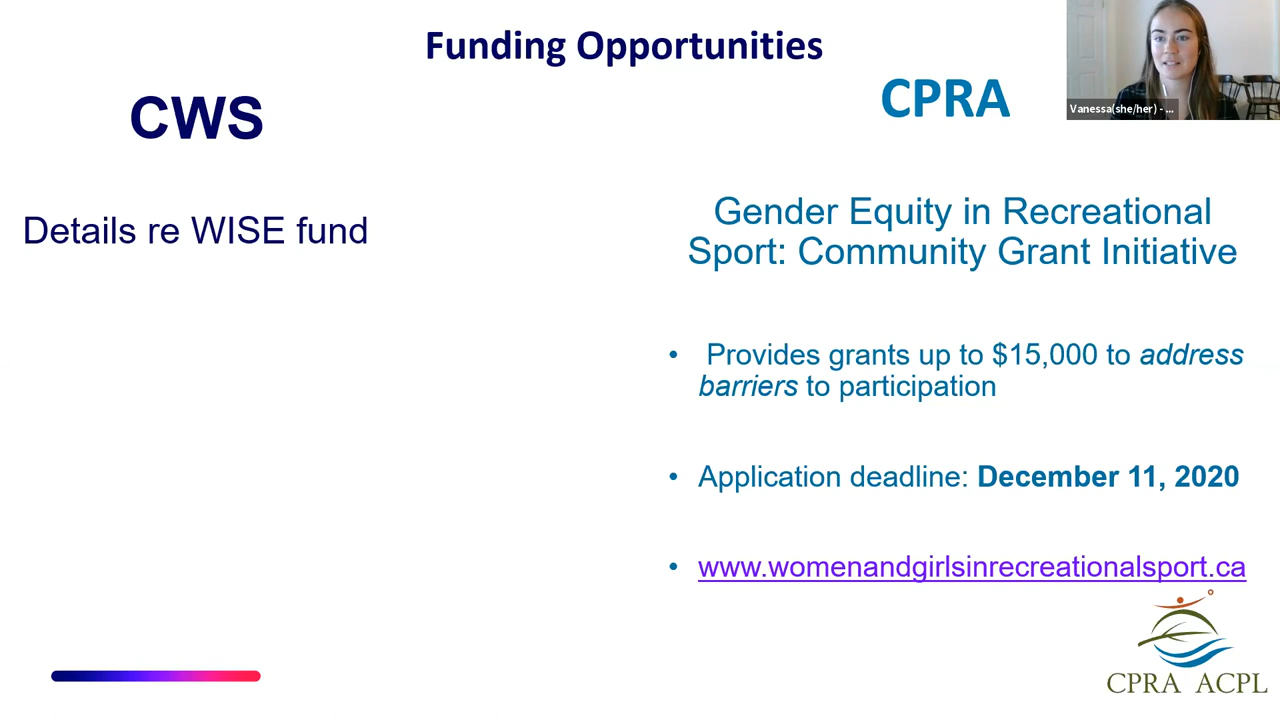 Funding Opportunities
CWS
Details re WISE fund
CPRA
Vanessa(she/her) - ...
Gender Equity in Recreational
Sport: Community Grant Initiative
• Provides grants up to $15,000 to address
barriers to participation
• Application deadline: December 11, 2020
• www.womenandgirlsinrecreationalsport.ca
CPRA ACPL